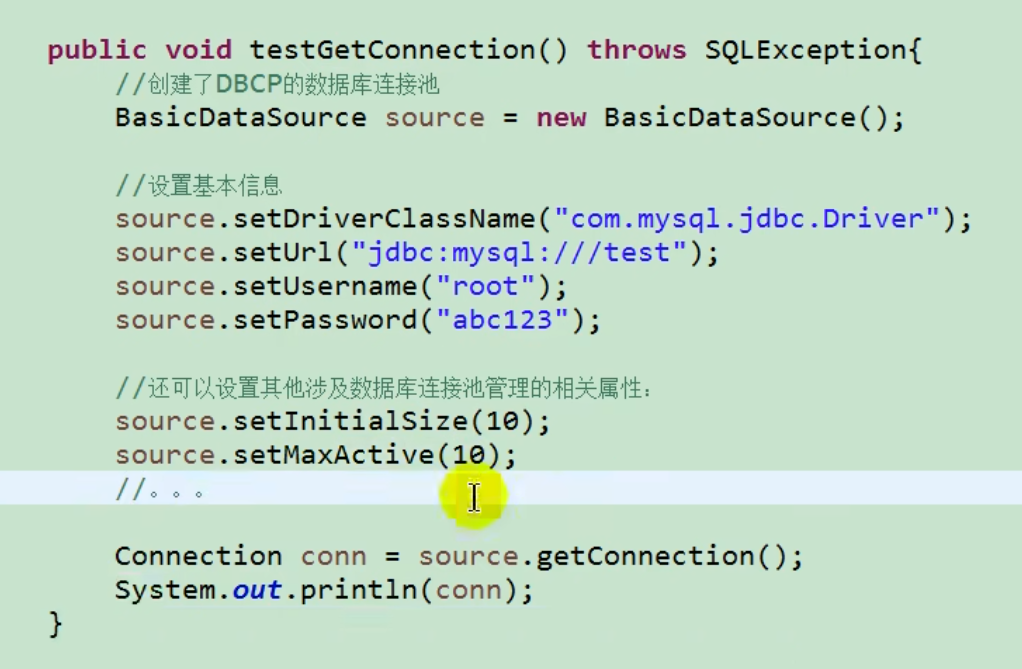 public void testGetConnection() throws SQLException{
//创建了DBCP的数据库连接池
BasicDataSource source = new BasicDataSource();
//设置基本信息
source.setDriverClassName("com.mysql.jdbc.Driver");
source.setUrl("jdbc:mysql:///test");
source.setUsername("root");
source.setPassword("abc123");
//还可以设置其他涉及数据库连接池管理的相关属性:
source.setInitialSize(10);
source.setMaxActive(10);
//。。。
Connection conn = source.getConnection();
System.out.println(conn);
}